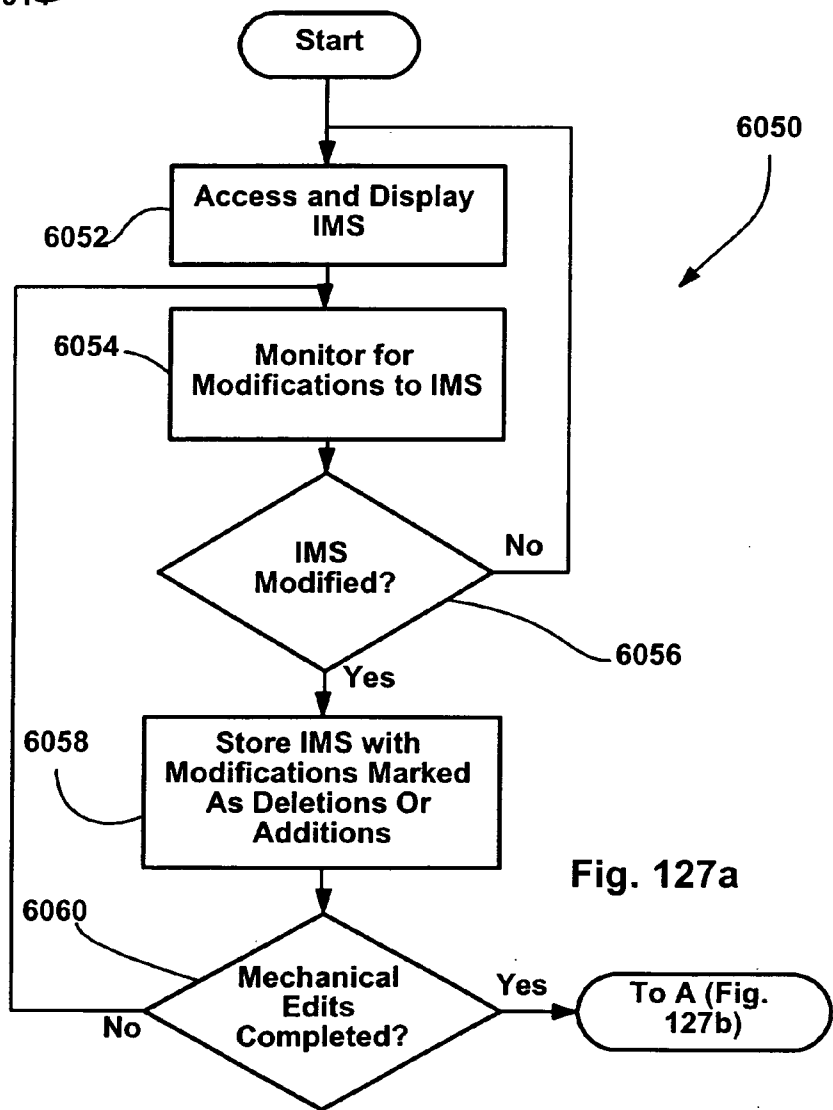 Start
6050
Access and Display
IMS
6052
6054
Monitor for
Modifications to IMS
IMS
Modified?
No
6056
Yes
6058
Store IMS with
Modifications Marked
As Deletions Or
Additions
Fig. 127a
6060
Mechanical
Edits
Completed?
No
Yes
To A (Fig.
127b)